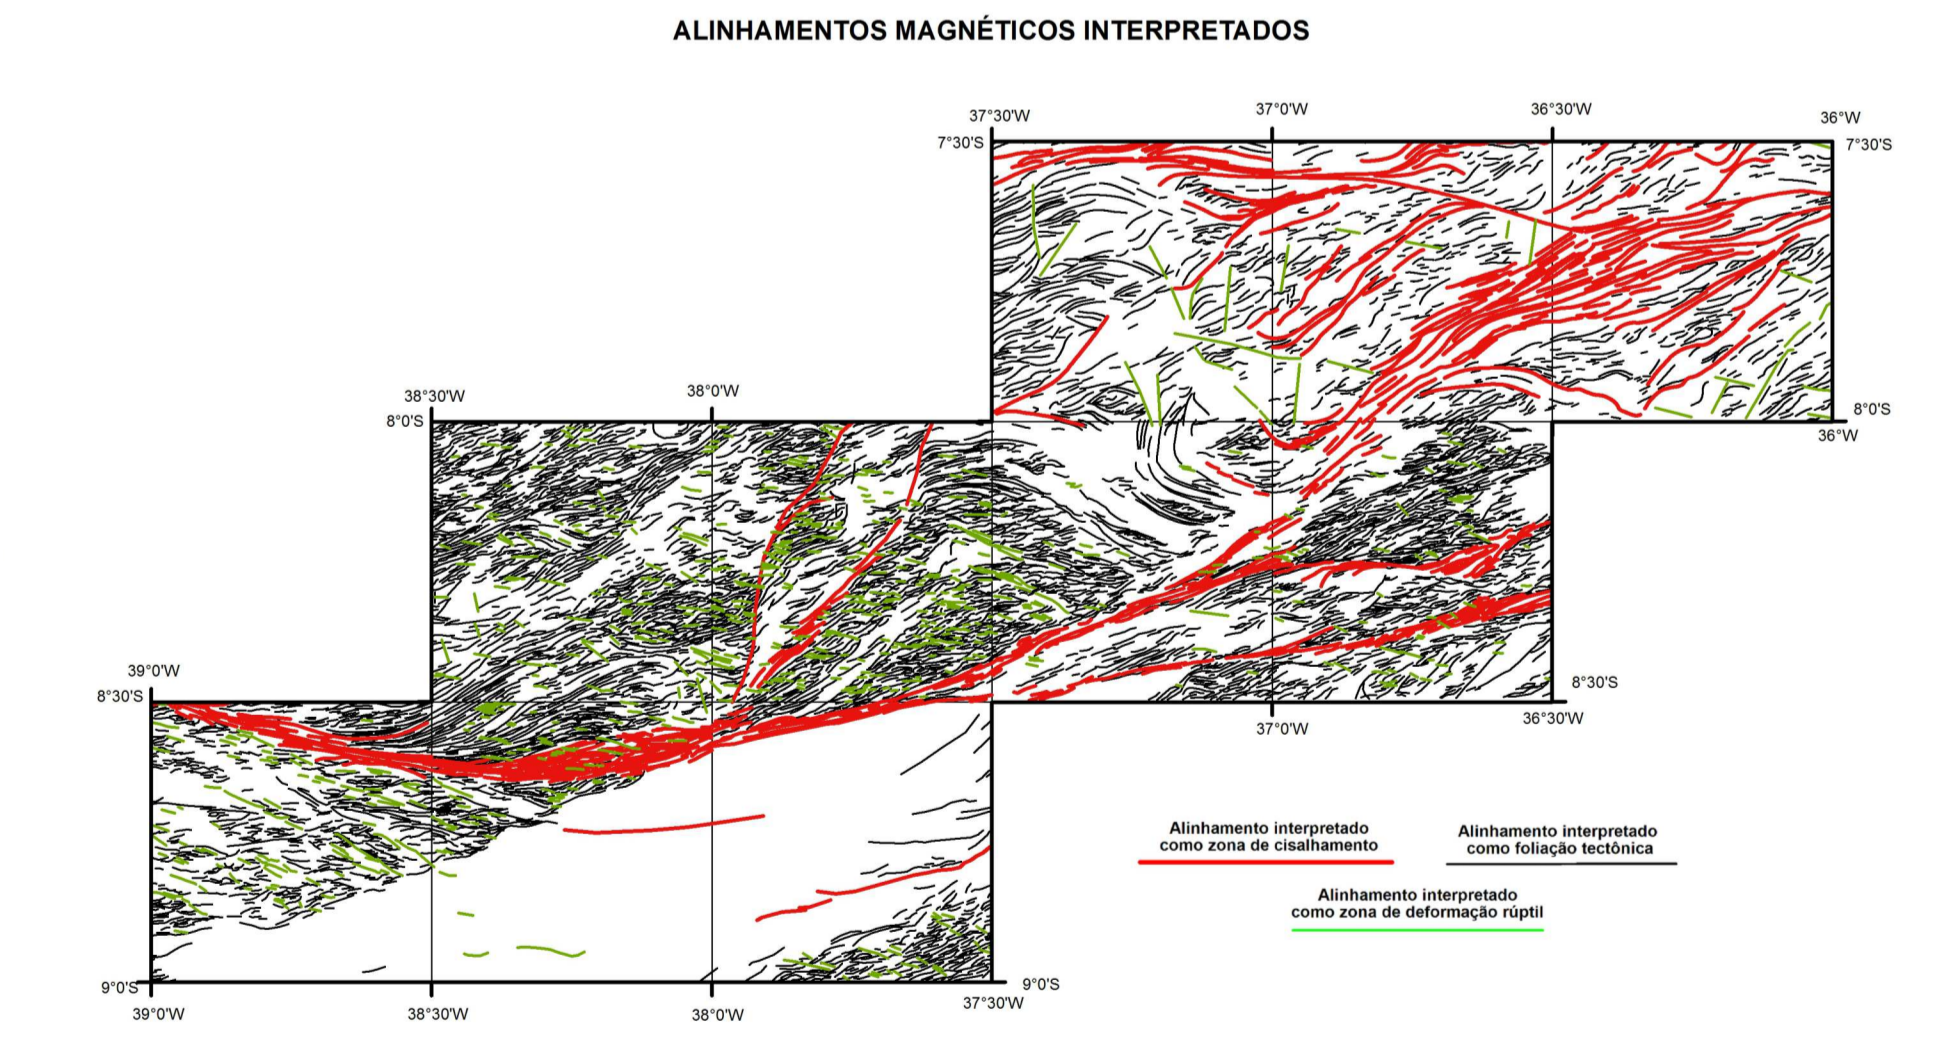 ALINHAMENTOS MAGNÉTICOS INTERPRETADOS
37°30'W
37°0'W
36°30'W
36°W
7°30'S
7°30'S
38°30'W
38°0'W
8°0'S
8°0'S
36°W
39°0'W
8°30'S
8°30'S
37°0'W
36°30'W
Alinhamento interpretado
como zona de cisalhamento
Alinhamento interpretado
como foliação tectônica
Alinhamento interpretado
como zona de deformação rúptil
9°0'S
9°0'S
39°0'W
38°30'W
38°0'W
37°30'W